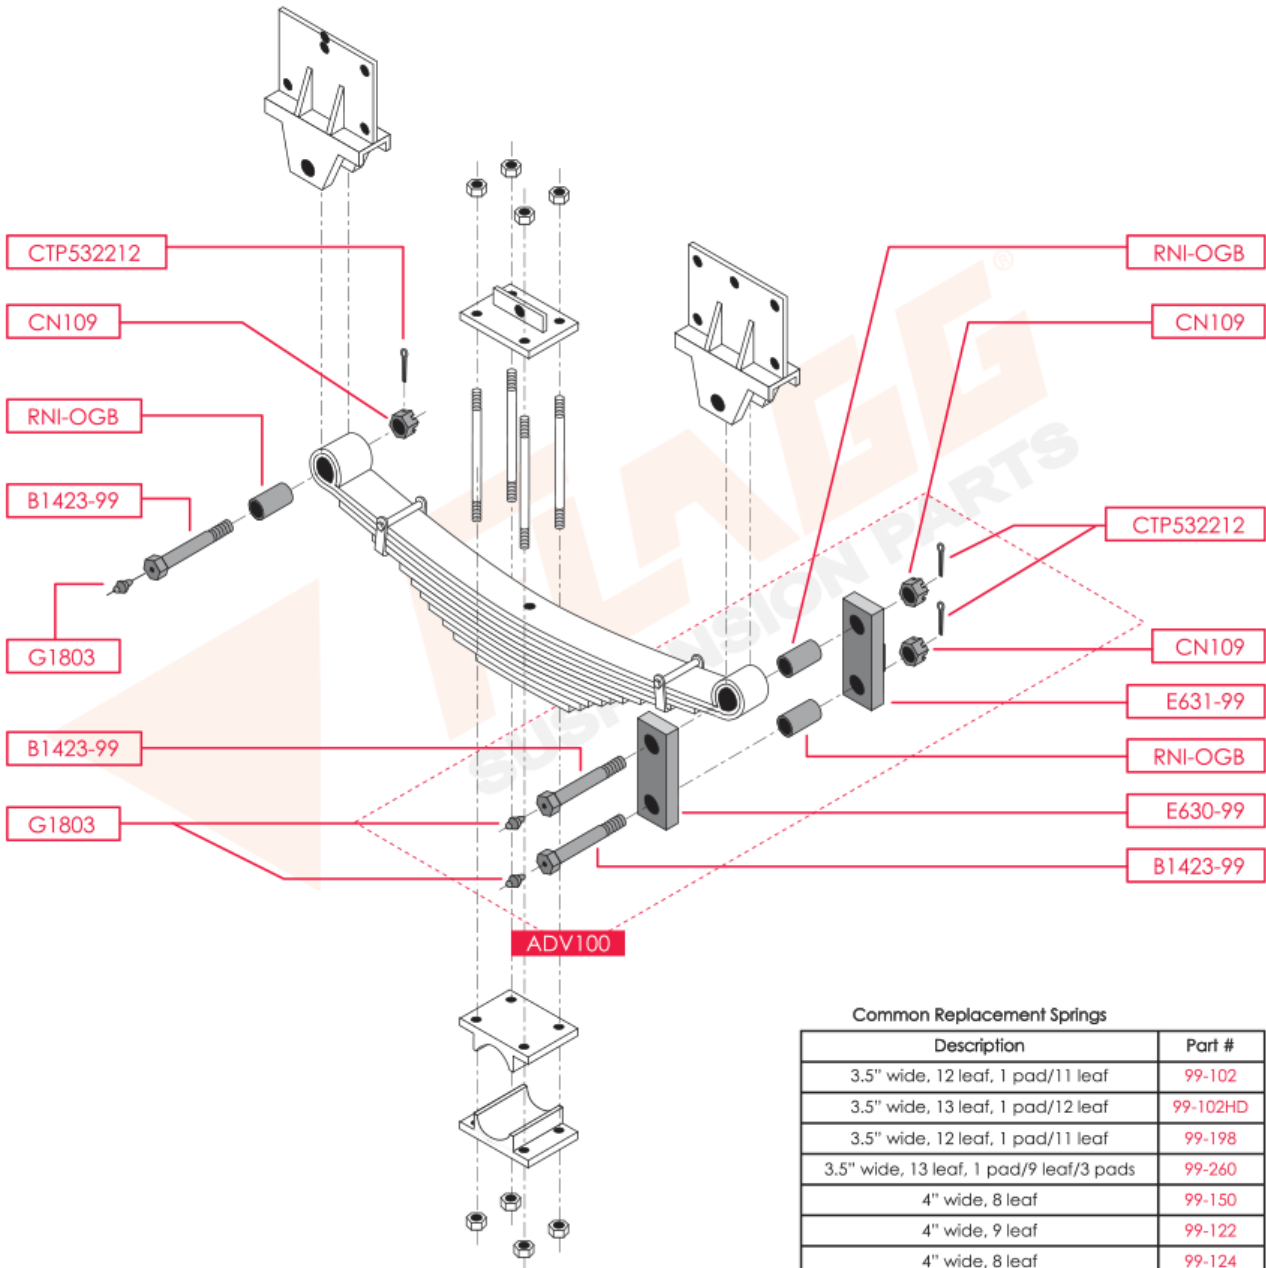 CTP532212
CN109
RNI-OGB
B1423-99
G1803
B1423-99
G1803
RNI-OGB
CN109
CTP532212
CN109
E631-99
RNI-OGB
E630-99
B1423-99
ADV100
FLAGG ®
SUSPENSION PARTS
Common Replacement Springs
Description Part #
3.5" wide, 12 leaf, 1 pad/11 leaf 99-102
3.5" wide, 13 leaf, 1 pad/12 leaf 99-102HD
3.5" wide, 12 leaf, 1 pad/11 leaf 99-198
3.5" wide, 13 leaf, 1 pad/9 leaf/3 pads 99-260
4" wide, 8 leaf 99-150
4" wide, 9 leaf 99-122
4" wide, 8 leaf 99-124